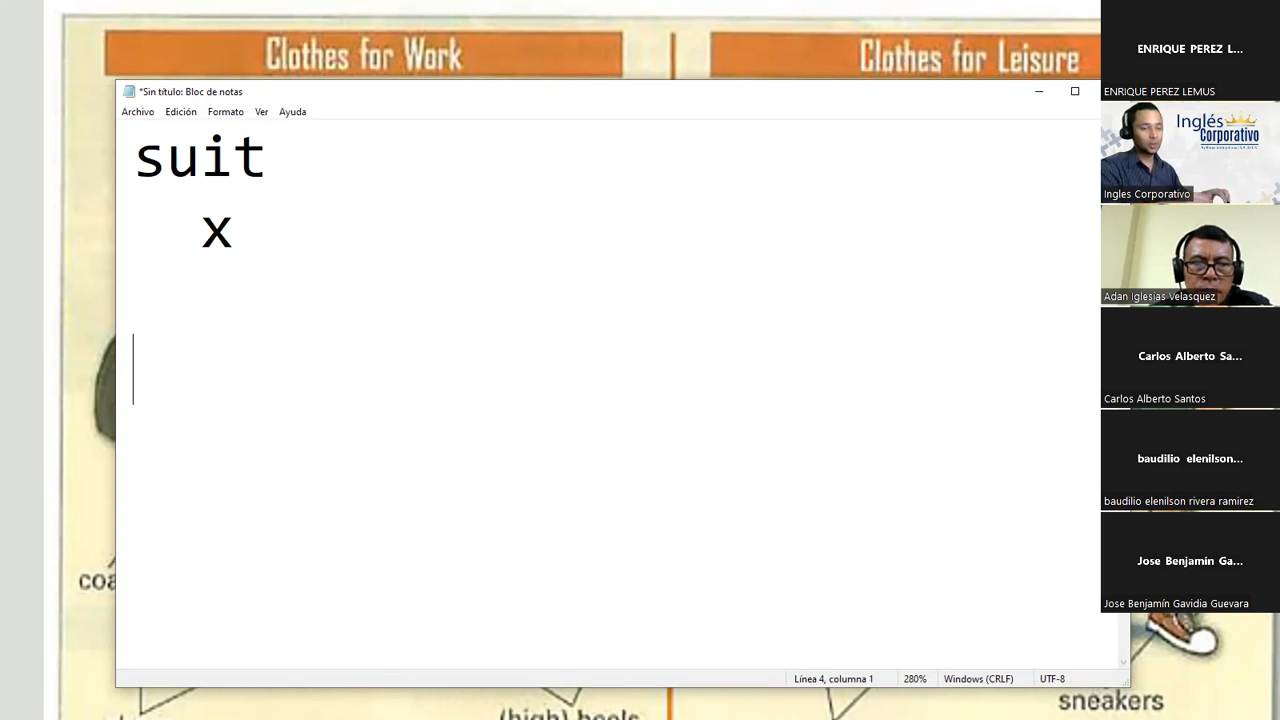 Clothes for Work
Clothes for Leisure
*Sin título: Bloc de notas
Archivo Edición Formato Ver Ayuda
suit
x
Línea 4, columna 1 280% Windows (CRLF) UTF-8
(high) heels
sneakers
ENRIQUE PEREZ L...
ENRIQUE PEREZ LEMUS
Inglés
Corporativo
Ingles Corporativo
Adan Iglesias Velasquez
Carlos Alberto Sa...
Carlos Alberto Santos
baudilio elenilson...
baudilio elenilson rivera ramirez
Jose Benjamin Ga...
Jose Benjamín Gavidia Guevara